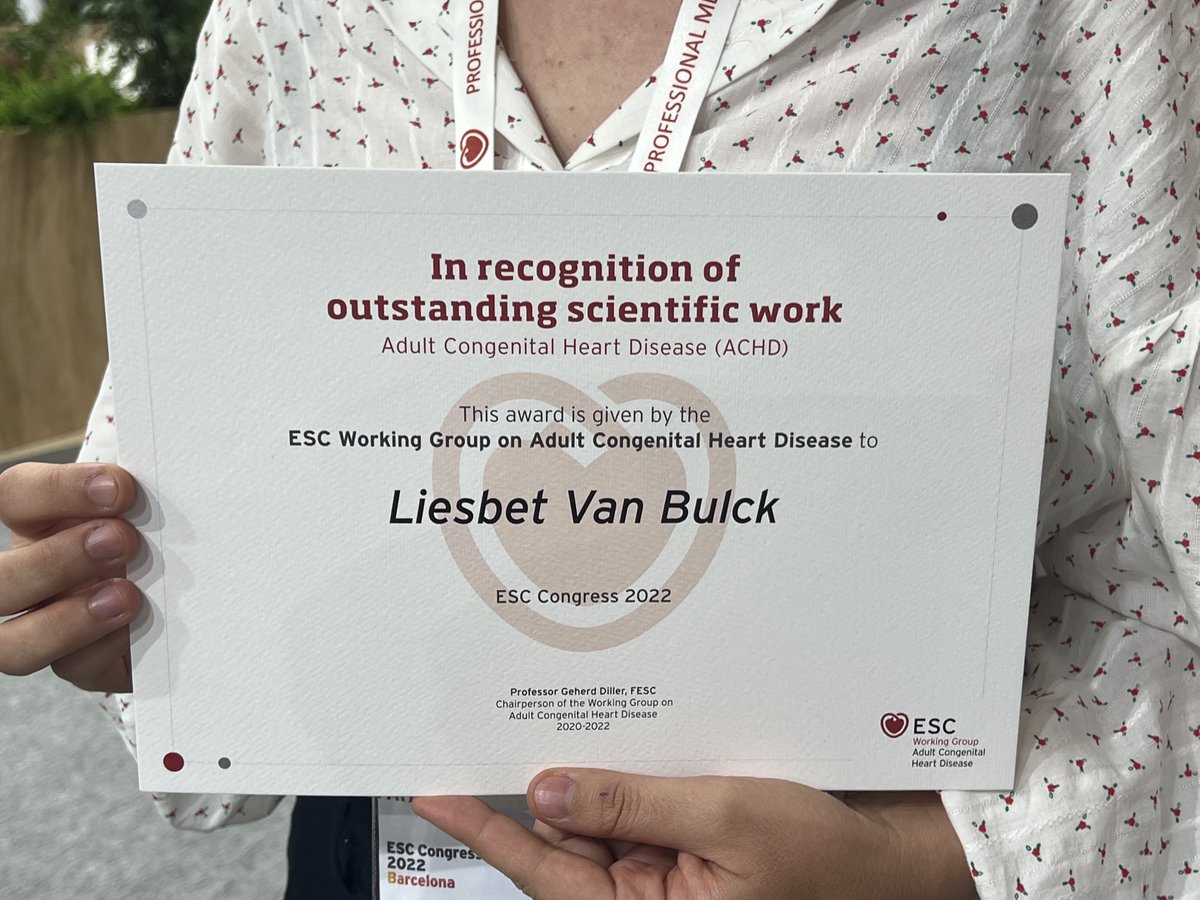 PROFESSIO
PROFESSIONAL ME
In recognition of
outstanding scientific work
Adult Congenital Heart Disease (ACHD)
This award is given by the
ESC Working Group on Adult Congenital Heart Disease to
Liesbet Van Bulck
ESC Congress 2022
Professor Geherd Diller, FESC
Chairperson of the Working Group on
Adult Congenital Heart Disease
2020-2022
ESC
Working Group
Adult Congenital
Heart Disease
ESC Congress
2022
Barcelona